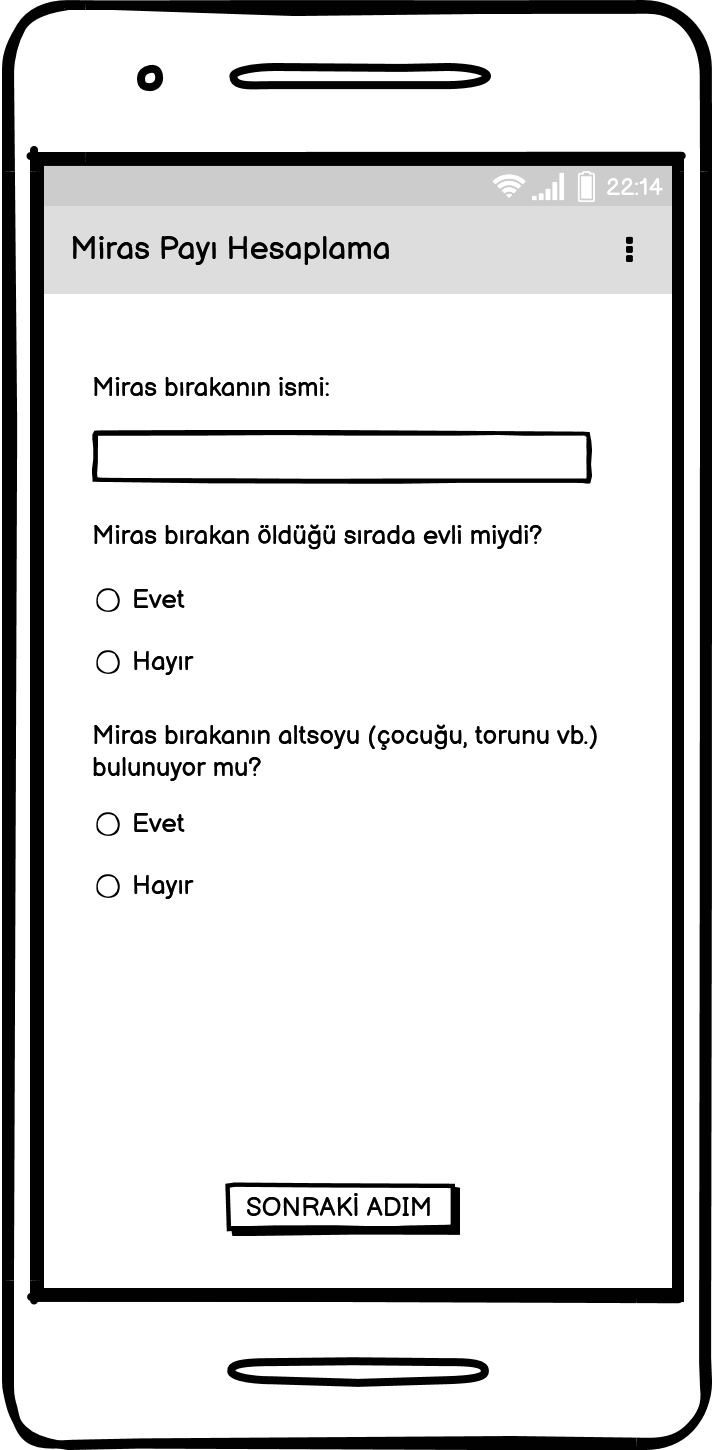 22:14
Miras Payı Hesaplama
Miras bırakanın ismi:
Miras bırakan öldüğü sırada evli miydi?
Evet
Hayır
Miras bırakanın altsoyu (çocuğu, torunu vb.)
bulunuyor mu?
Evet
Hayır
SONRAKİ ADIM